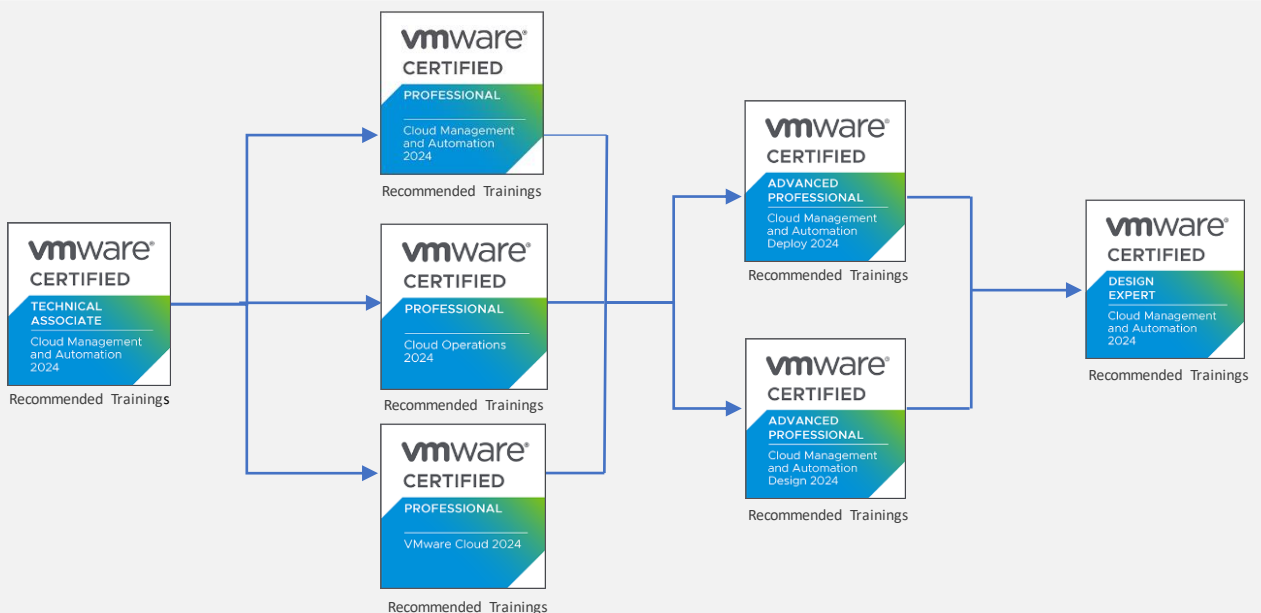 vmware®
CERTIFIED
TECHNICAL
ASSOCIATE
Cloud Management
and Automation
2024
Recommended Trainings
vmware®
CERTIFIED
PROFESSIONAL
Cloud Management
and Automation
2024
Recommended Trainings
vmware®
CERTIFIED
PROFESSIONAL
Cloud Operations
2024
Recommended Trainings
vmware®
CERTIFIED
PROFESSIONAL
VMware Cloud 2024
Recommended Trainings
vmware®
CERTIFIED
ADVANCED
PROFESSIONAL
Cloud Management
and Automation
Deploy 2024
Recommended Trainings
vmware®
CERTIFIED
ADVANCED
PROFESSIONAL
Cloud Management
and Automation
Design 2024
Recommended Trainings
vmware®
CERTIFIED
DESIGN
EXPERT
Cloud Management
and Automation
2024
Recommended Trainings